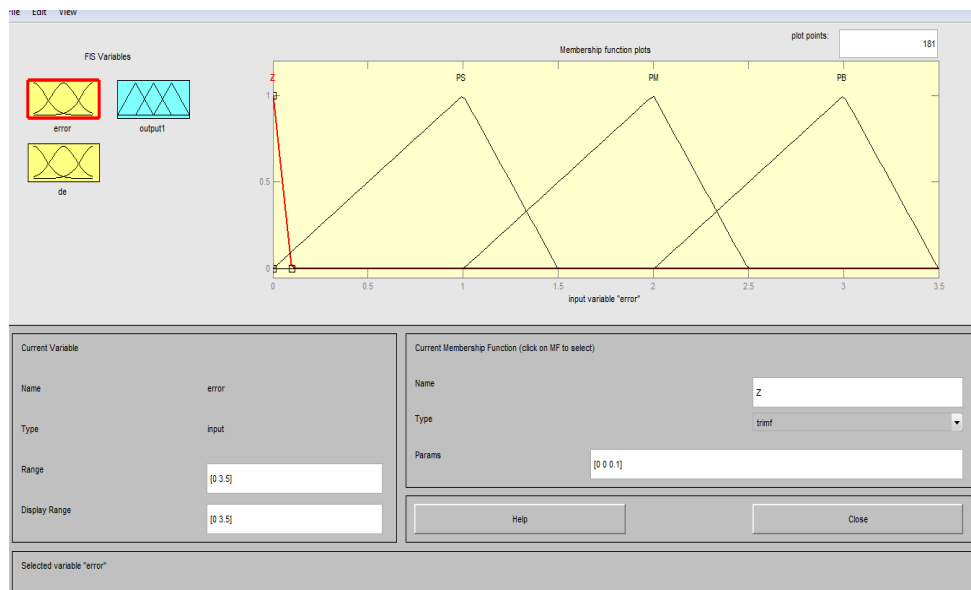 File Edit View
plot points:
181
FIS Variables
Membership function plots
Z PS PM PB
1
0.5
0
error output1
de
0 0.5 1 1.5 2 2.5 3 3.5
input variable "error"
Current Variable
Name error
Type input
Range [0 3.5]
Display Range [0 3.5]
Current Membership Function (click on MF to select)
Name Z
Type trimf
Params [0 0 0.1]
Help Close
Selected variable "error"